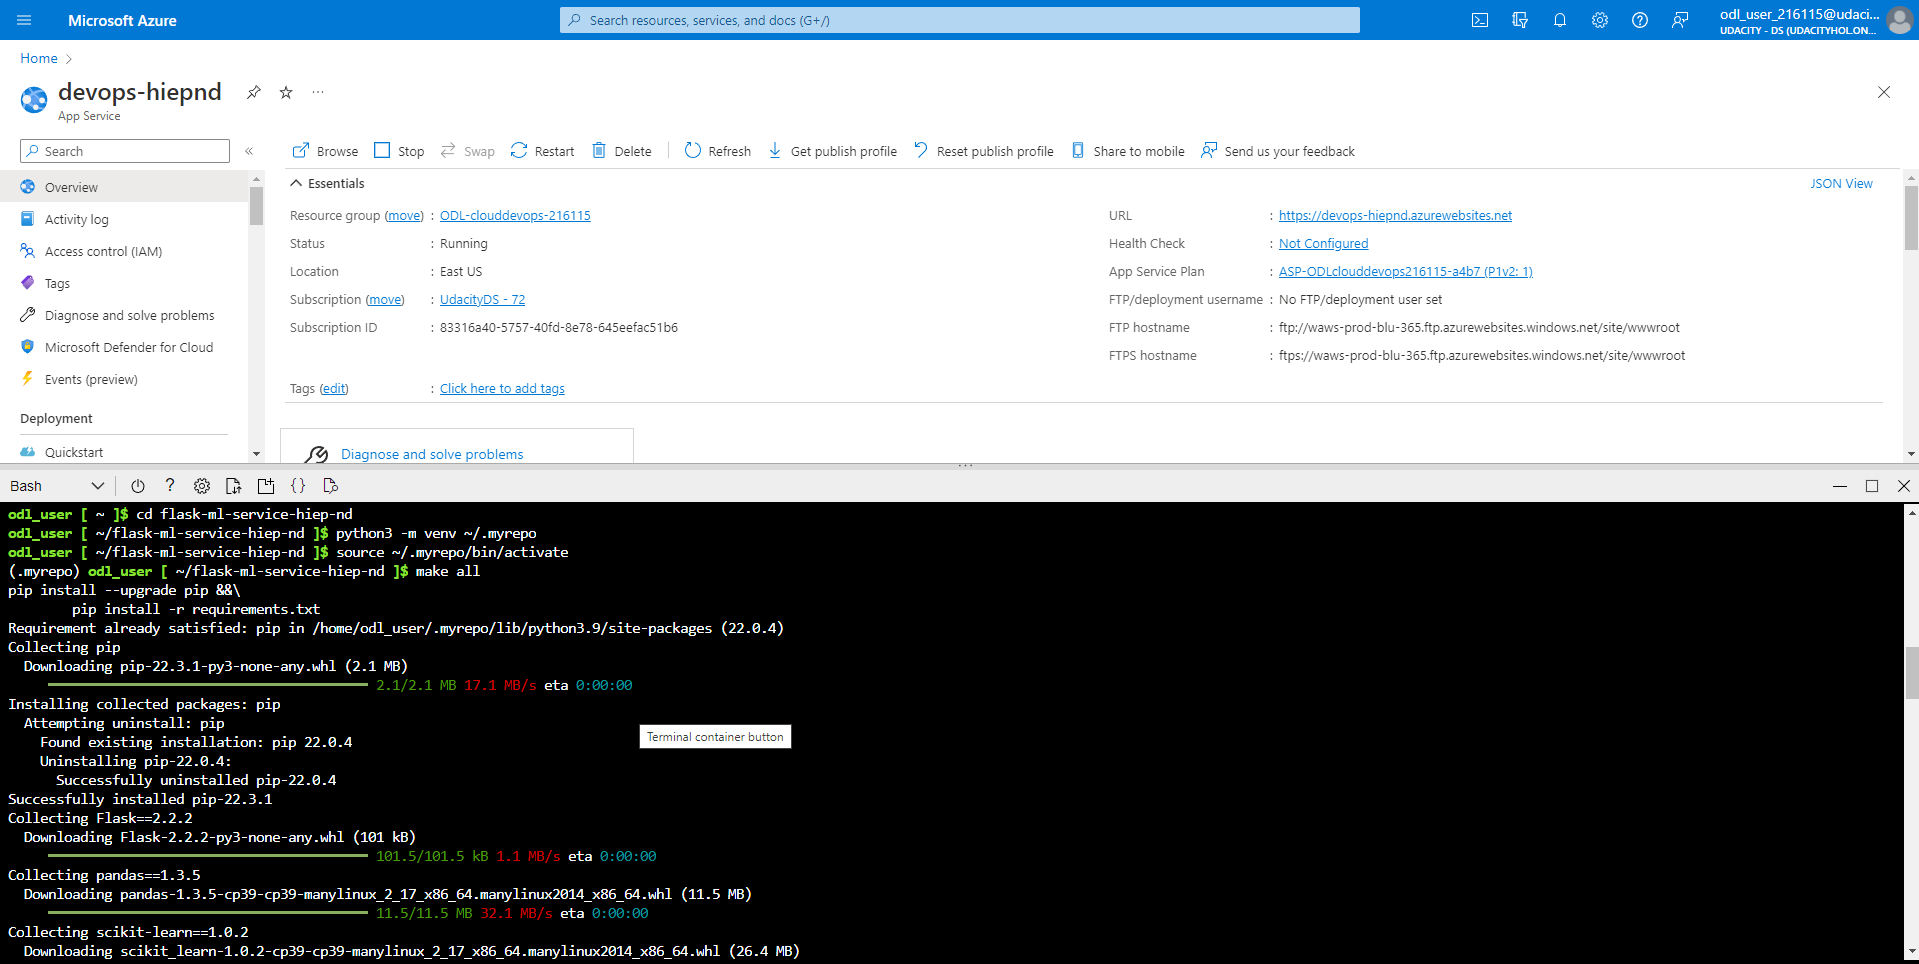 Microsoft Azure
Search resources, services, and docs (G+/)
odl_user_216115@udaci...
UDACITY - DS (UDACITYHOL.ON...
Home
devops-hiepnd
App Service
Search
Browse Stop Swap Restart Delete Refresh Get publish profile Reset publish profile Share to mobile Send us your feedback
Overview
Activity log
Access control (IAM)
Tags
Diagnose and solve problems
Microsoft Defender for Cloud
Events (preview)
Deployment
Quickstart
Essentials
JSON View
Resource group (move) : ODL-clouddevops-216115
Status : Running
Location : East US
Subscription (move) : UdacityDS - 72
Subscription ID : 83316a40-5757-40fd-8e78-645eefac51b6
URL : https://devops-hiepnd.azurewebsites.net
Health Check : Not Configured
App Service Plan : ASP-ODLclouddevops216115-a4b7 (P1v2: 1)
FTP/deployment username : No FTP/deployment user set
FTP hostname : ftp://waws-prod-blu-365.ftp.azurewebsites.windows.net/site/wwwroot
FTPS hostname : ftps://waws-prod-blu-365.ftp.azurewebsites.windows.net/site/wwwroot
Tags (edit) : Click here to add tags
Diagnose and solve problems
Bash
odl_user [ ~ ]$ cd flask-ml-service-hiep-nd
odl_user [ ~/flask-ml-service-hiep-nd ]$ python3 -m venv ~/.myrepo
odl_user [ ~/flask-ml-service-hiep-nd ]$ source ~/.myrepo/bin/activate
(.myrepo) odl_user [ ~/flask-ml-service-hiep-nd ]$ make all
pip install --upgrade pip &&\
pip install -r requirements.txt
Requirement already satisfied: pip in /home/odl_user/.myrepo/lib/python3.9/site-packages (22.0.4)
Collecting pip
Downloading pip-22.3.1-py3-none-any.whl (2.1 MB)
2.1/2.1 MB 17.1 MB/s eta 0:00:00
Installing collected packages: pip
Attempting uninstall: pip
Found existing installation: pip 22.0.4
Uninstalling pip-22.0.4:
Successfully uninstalled pip-22.0.4
Successfully installed pip-22.3.1
Terminal container button
Collecting Flask==2.2.2
Downloading Flask-2.2.2-py3-none-any.whl (101 kB)
101.5/101.5 kB 1.1 MB/s eta 0:00:00
Collecting pandas==1.3.5
Downloading pandas-1.3.5-cp39-cp39-manylinux_2_17_x86_64.manylinux2014_x86_64.whl (11.5 MB)
11.5/11.5 MB 32.1 MB/s eta 0:00:00
Collecting scikit-learn==1.0.2
Downloading scikit_learn-1.0.2-cp39-cp39-manylinux_2_17_x86_64.manylinux2014_x86_64.whl (26.4 MB)